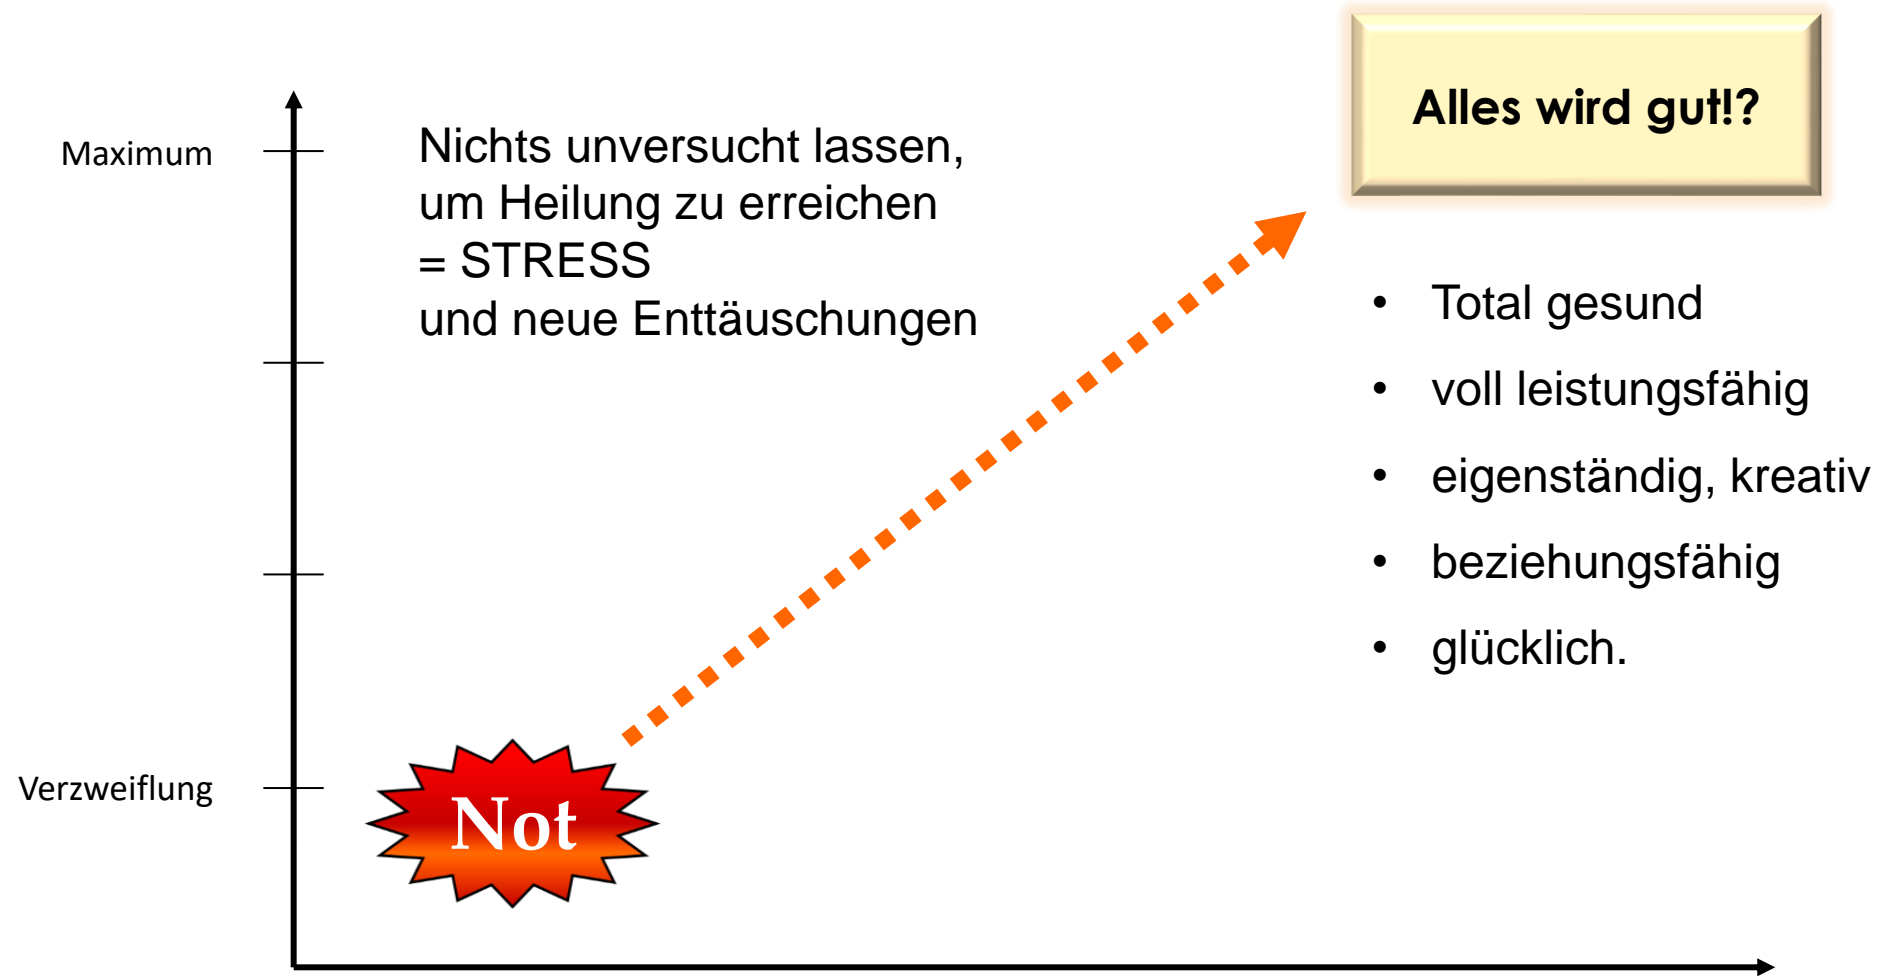 Alles wird gut!?
Maximum
Nichts unversucht lassen,
um Heilung zu erreichen
= STRESS
und neue Enttäuschungen
• Total gesund
• voll leistungsfähig
• eigenständig, kreativ
• beziehungsfähig
• glücklich.
Verzweiflung
Not